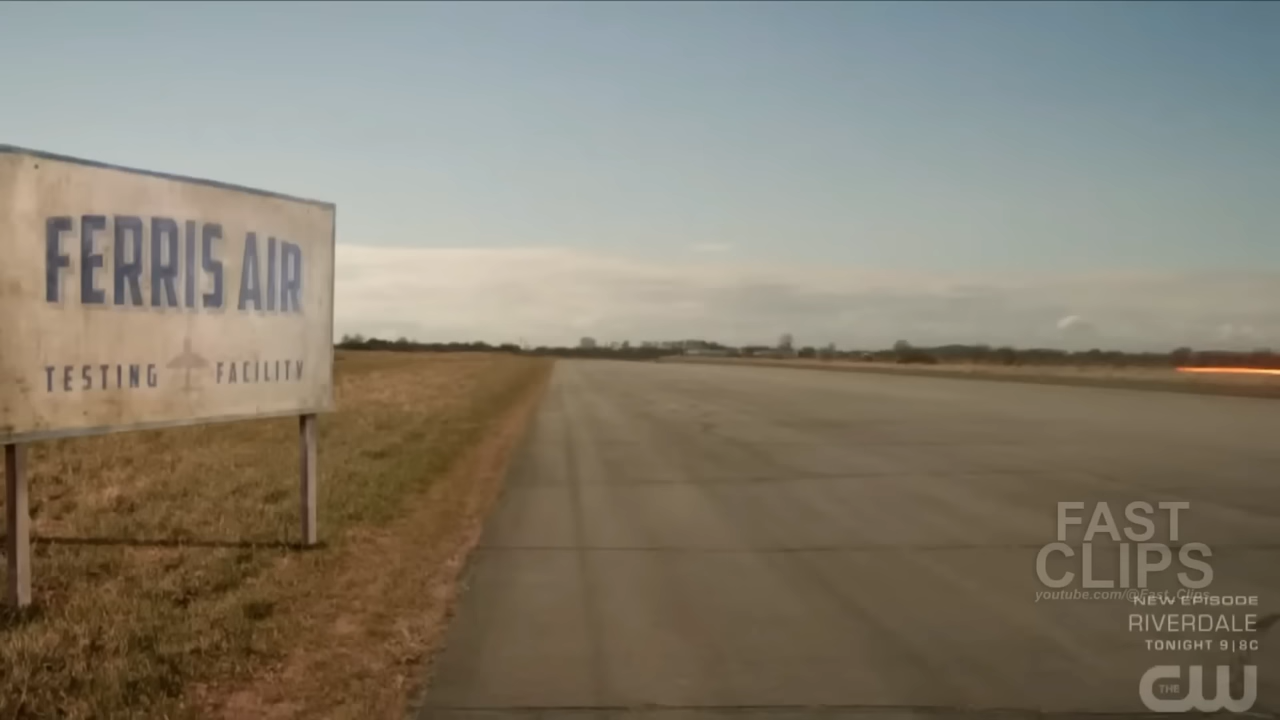 FERRIS AIR
TESTING FACILITY
FAST
CLIPS
youtube.com/@Fast_Clips
NEW EPISODE
RIVERDALE
TONIGHT 9|8C
THE CW